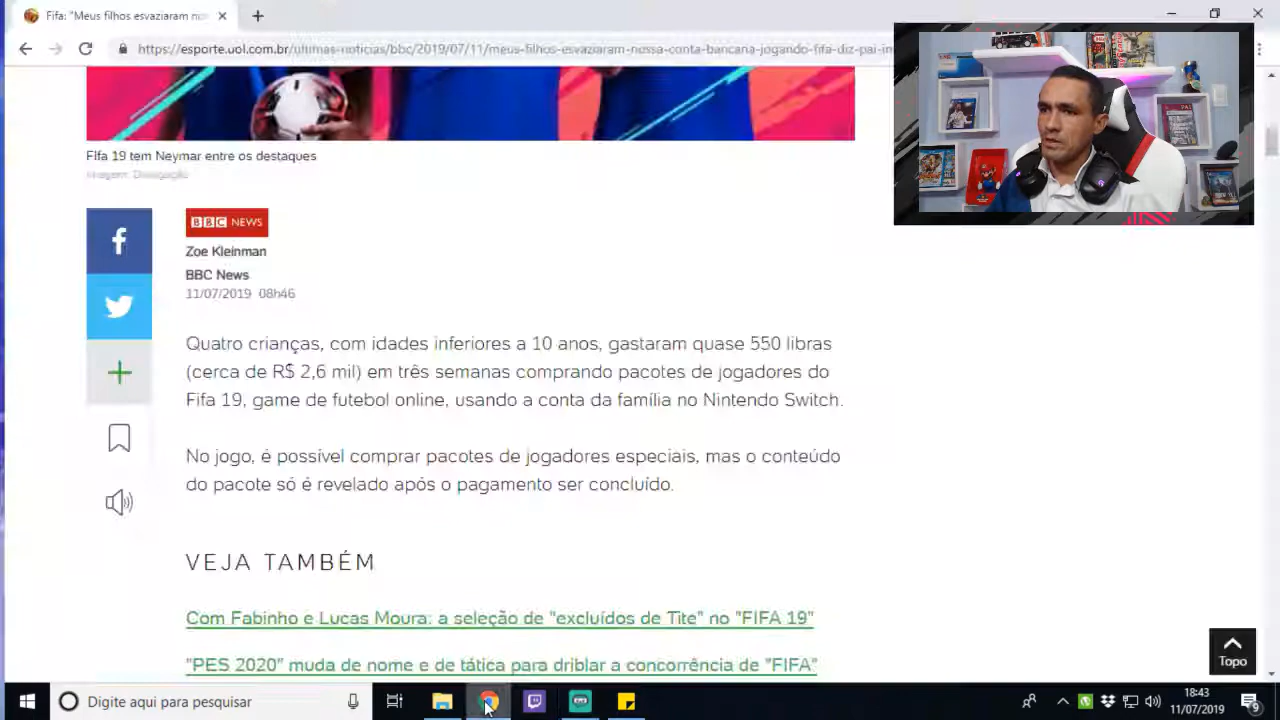 Fifa: "Meus filhos esvaziaram no
https://esporte.uol.com.br/ultimas-noticias/bbc/2019/07/11/meus-filhos-esvaziaram-nossa-conta-bancaria-jogando-fifa-diz-pai-in
FIfa 19 tem Neymar entre os destaques
Imagem: Divulgação
BBC NEWS
Zoe Kleinman
BBC News
11/07/2019 08h46
Quatro crianças, com idades inferiores a 10 anos, gastaram quase 550 libras
(cerca de R$ 2,6 mil) em três semanas comprando pacotes de jogadores do
Fifa 19, game de futebol online, usando a conta da família no Nintendo Switch.
No jogo, é possível comprar pacotes de jogadores especiais, mas o conteúdo
do pacote só é revelado após o pagamento ser concluído.
VEJA TAMBÉM
Com Fabinho e Lucas Moura: a seleção de "excluídos de Tite" no "FIFA 19"
"PES 2020" muda de nome e de tática para driblar a concorrência de "FIFA"
Topo
Digite aqui para pesquisar
18:43
11/07/2019
9